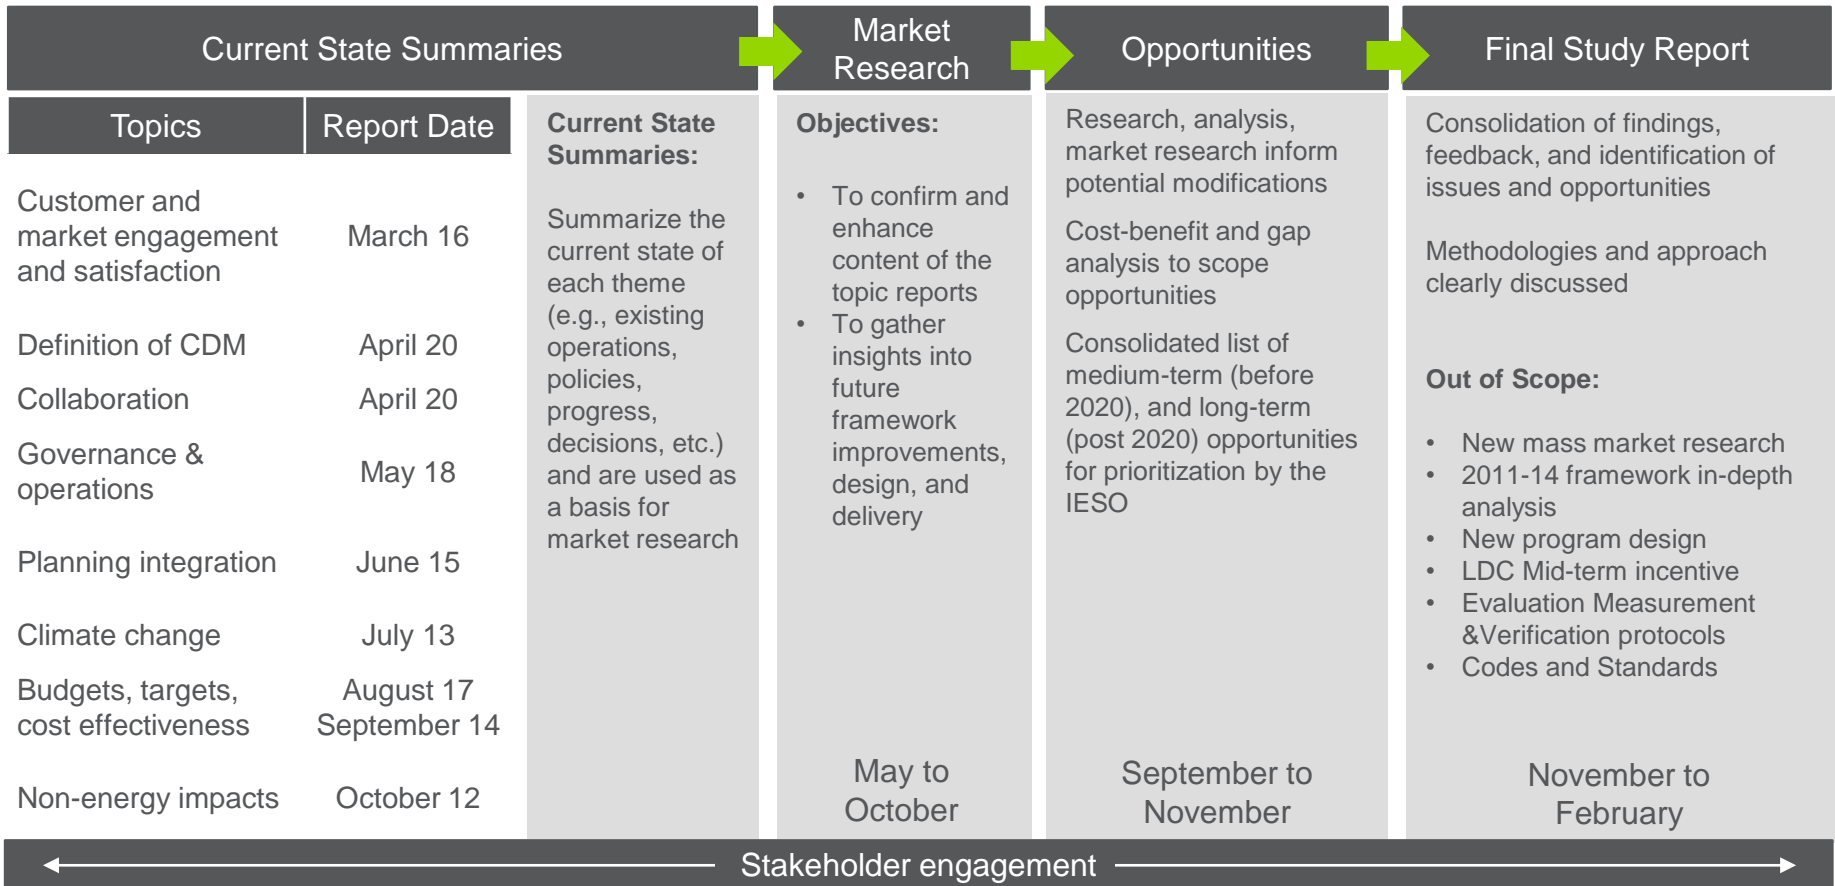 Current State Summaries
Market
Research
Opportunities
Final Study Report
Topics
Report Date
Customer and
market engagement
and satisfaction
March 16
Definition of CDM
April 20
Collaboration
April 20
Governance &
operations
May 18
Planning integration
June 15
Climate change
July 13
Budgets, targets,
cost effectiveness
August 17
September 14
Non-energy impacts
October 12
Current State
Summaries:
Summarize the
current state of
each theme
(e.g., existing
operations,
policies,
progress,
decisions, etc.)
and are used as
a basis for
market research
Objectives:
• To confirm and
enhance
content of the
topic reports
• To gather
insights into
future
framework
improvements,
design, and
delivery
May to
October
Research, analysis,
market research inform
potential modifications
Cost-benefit and gap
analysis to scope
opportunities
Consolidated list of
medium-term (before
2020), and long-term
(post 2020) opportunities
for prioritization by the
IESO
September to
November
Consolidation of findings,
feedback, and identification of
issues and opportunities
Methodologies and approach
clearly discussed
Out of Scope:
• New mass market research
• 2011-14 framework in-depth
analysis
• New program design
• LDC Mid-term incentive
• Evaluation Measurement
&Verification protocols
• Codes and Standards
November to
February
Stakeholder engagement